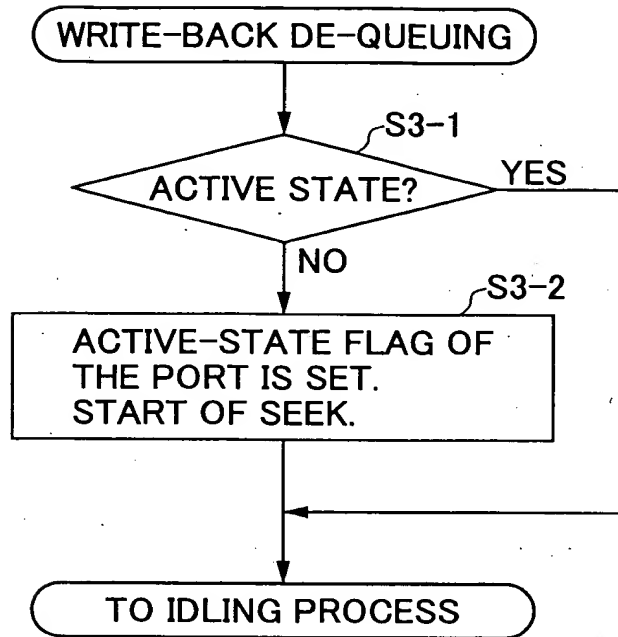 WRITE-BACK DE-QUEUING
S3-1
ACTIVE STATE?
YES
NO
S3-2
ACTIVE-STATE FLAG OF
THE PORT IS SET.
START OF SEEK.
TO IDLING PROCESS